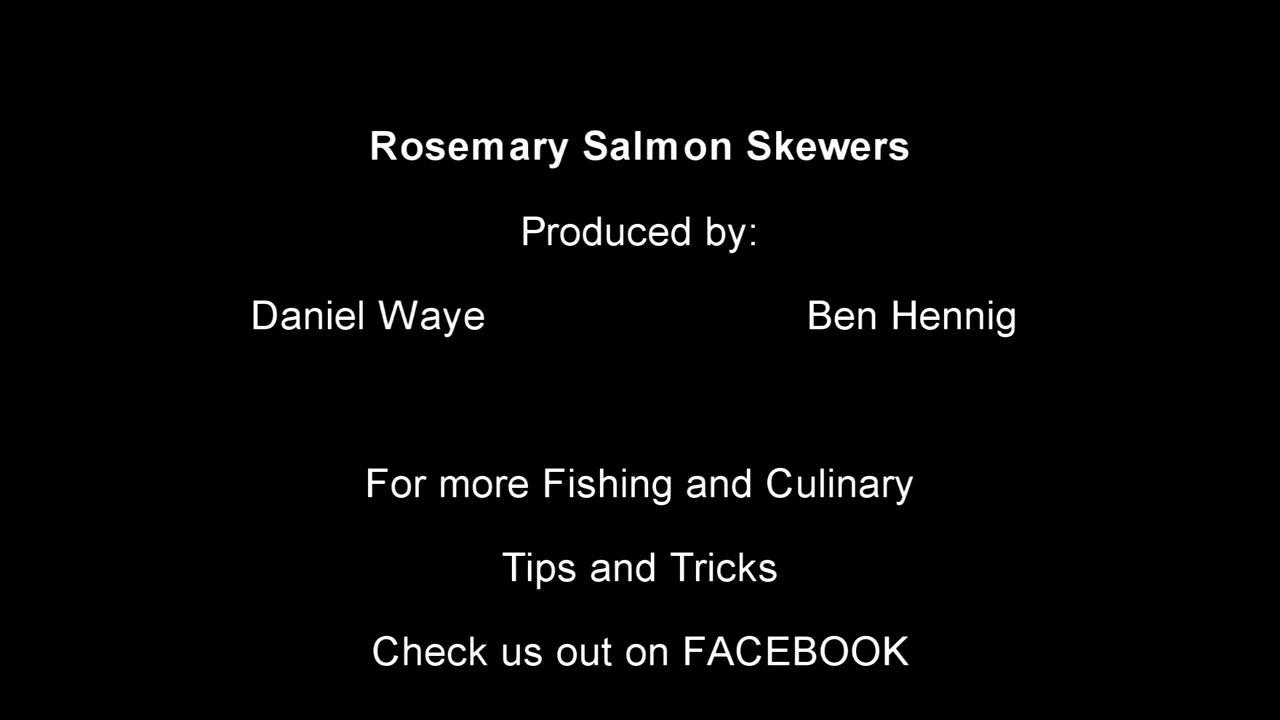 Rosemary Salmon Skewers
Produced by:
Daniel Waye Ben Hennig
For more Fishing and Culinary
Tips and Tricks
Check us out on FACEBOOK